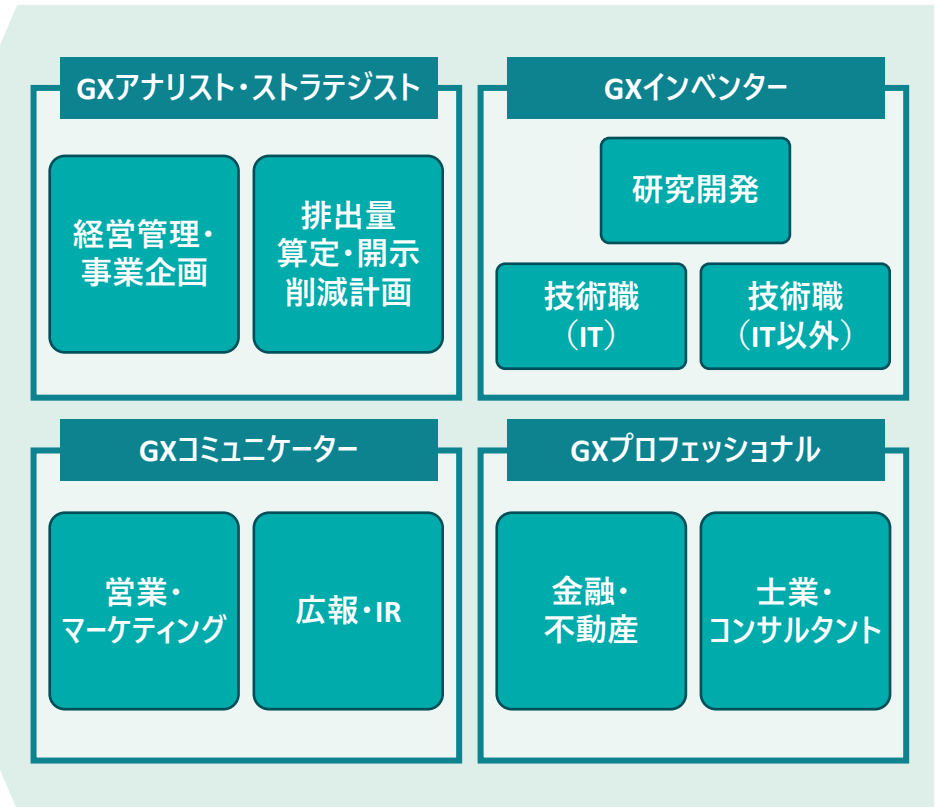 GXアナリスト・ストラテジスト
経営管理・
事業企画
排出量
算定・開示
削減計画
GXインベンター
研究開発
技術職
（IT）
技術職
（IT以外）
GXコミュニケーター
営業・
マーケティング
広報・IR
GXプロフェッショナル
金融・
不動産
士業・
コンサルタント